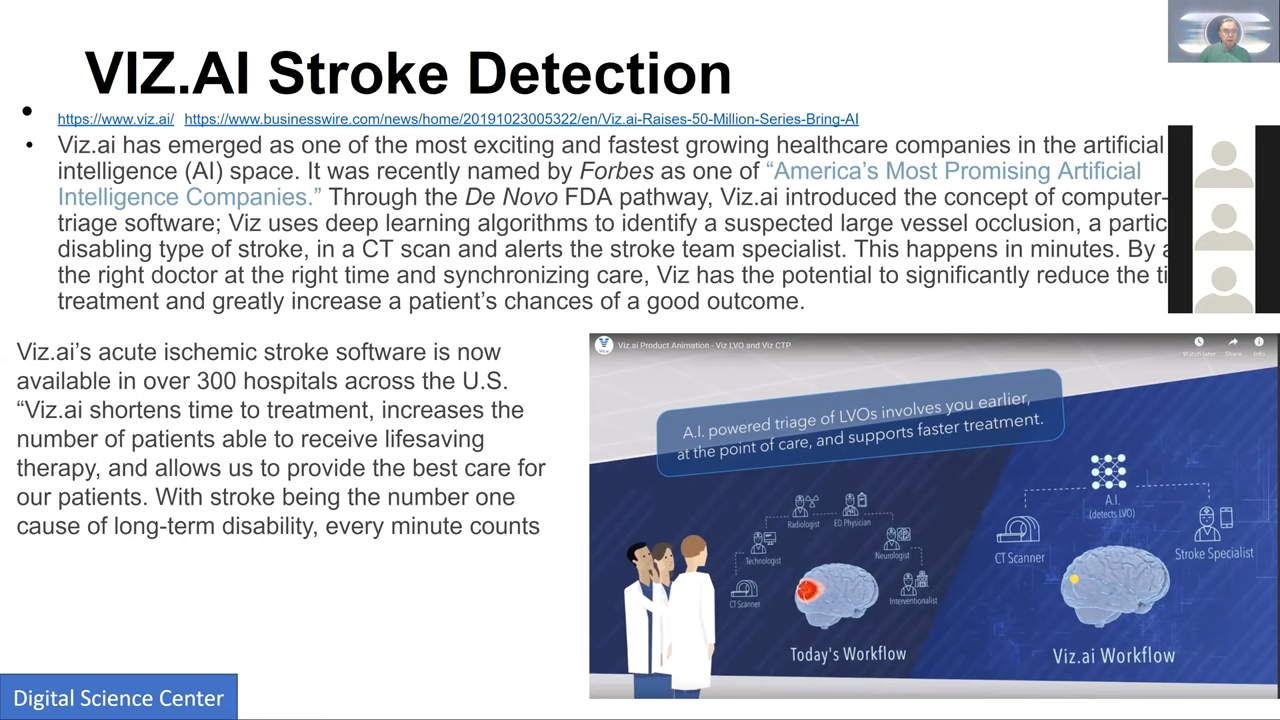 VIZ.AI Stroke Detection
• https://www.viz.ai/ https://www.businesswire.com/news/home/20191023005322/en/Viz.ai-Raises-50-Million-Series-Bring-AI
• Viz.ai has emerged as one of the most exciting and fastest growing healthcare companies in the artificial
intelligence (AI) space. It was recently named by Forbes as one of “America’s Most Promising Artificial
Intelligence Companies.” Through the De Novo FDA pathway, Viz.ai introduced the concept of computer-
triage software; Viz uses deep learning algorithms to identify a suspected large vessel occlusion, a
disabling type of stroke, in a CT scan and alerts the stroke team specialist. This happens in minutes. By
the right doctor at the right time and synchronizing care, Viz has the potential to significantly reduce the
treatment and greatly increase a patient’s chances of a good outcome.
Viz.ai’s acute ischemic stroke software is now
available in over 300 hospitals across the U.S.
“Viz.ai shortens time to treatment, increases the
number of patients able to receive lifesaving
therapy, and allows us to provide the best care for
our patients. With stroke being the number one
cause of long-term disability, every minute counts
Viz.ai Product Animation - Viz LVO and Viz CTP
Watch later Share Info
A.I. powered triage of LVOs involves you earlier,
at the point of care, and supports faster treatment.
Radiologist
ED Physician
Technologist
Neurologist
CT Scanner
Interventionalist
Today's Workflow
A.I.
(detects LVO)
CT Scanner
Stroke Specialist
Viz.ai Workflow
Digital Science Center